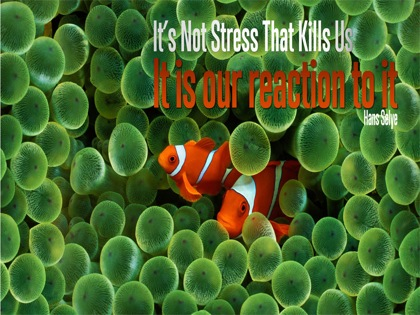 It's Not Stress That Kills Us
It is our reaction to it
Hans Selye